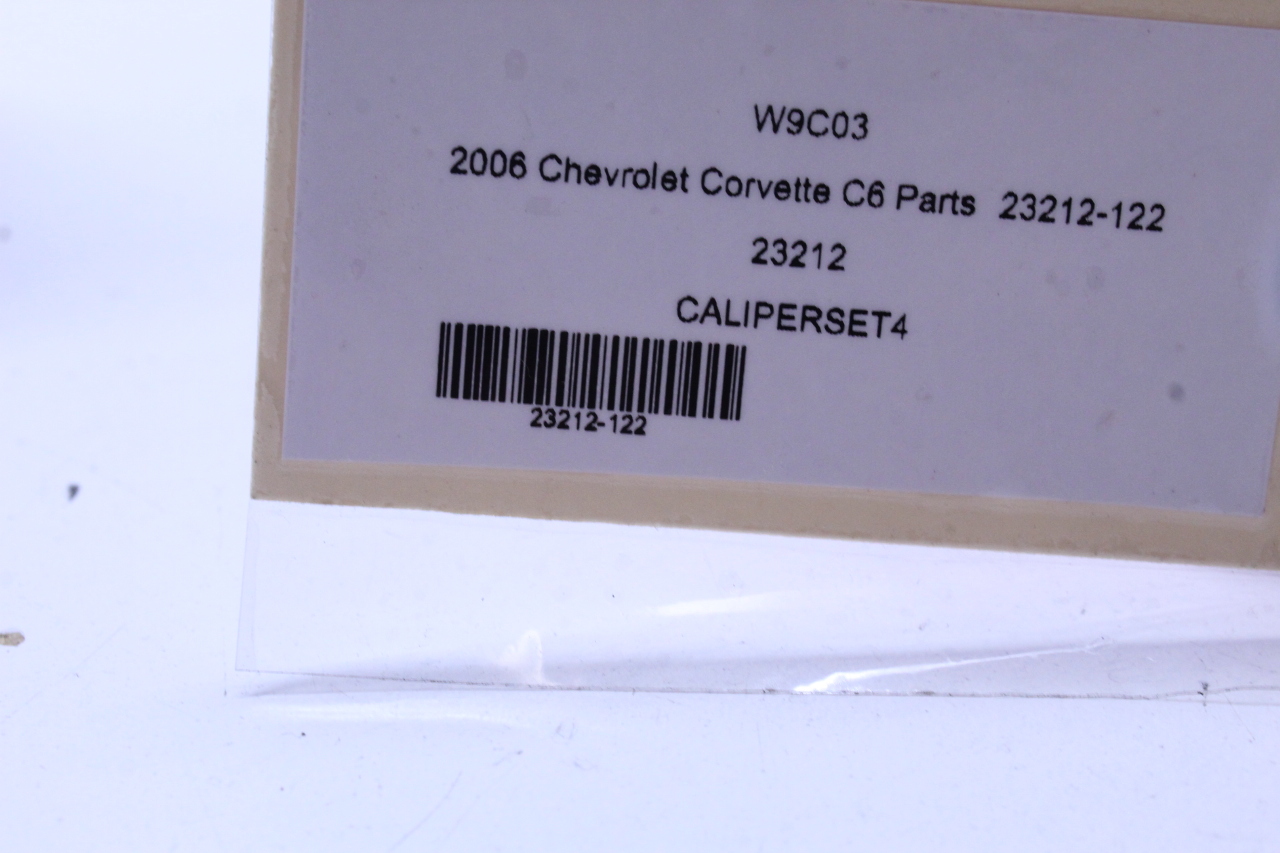 W9C03
2006 Chevrolet Corvette C6 Parts  23212-122
23212
CALIPERSET4
23212-122